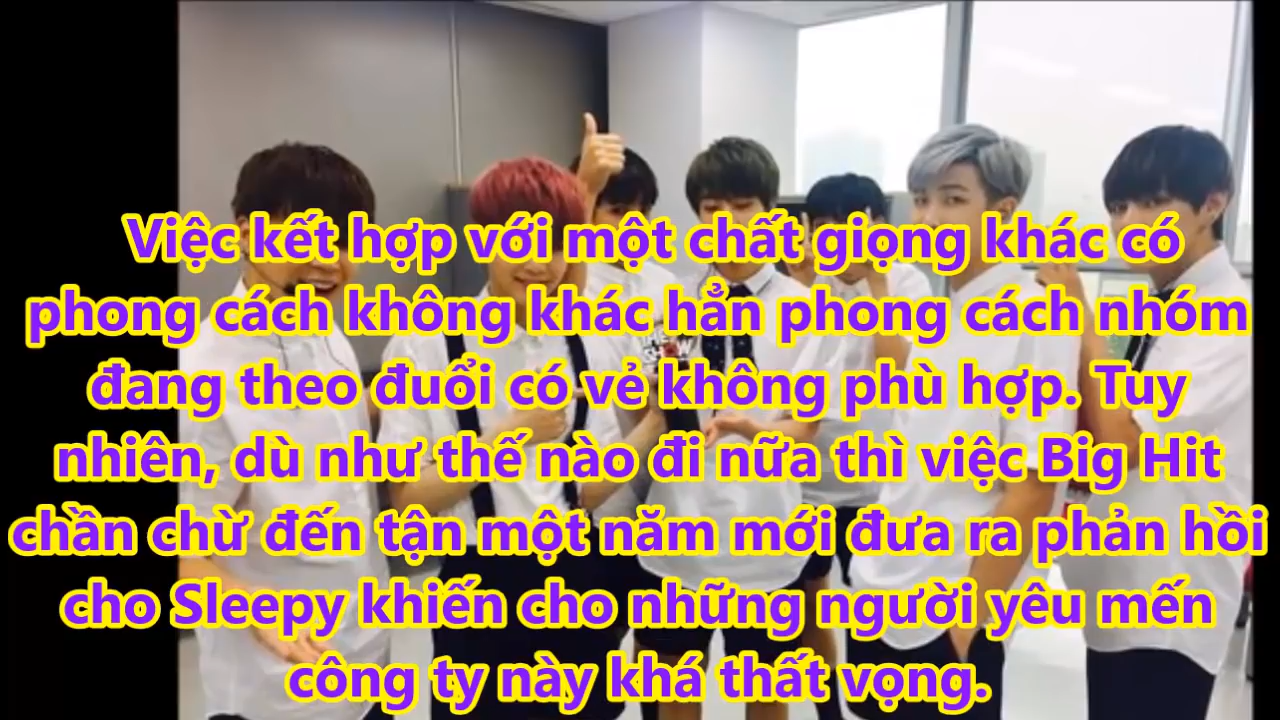 Việc kết hợp với một chất giọng khác có
phong cách không khác hẳn phong cách nhóm
đang theo đuổi có vẻ không phù hợp. Tuy
nhiên, dù như thế nào đi nữa thì việc Big Hit
chần chừ đến tận một năm mới đưa ra phản hồi
cho Sleepy khiến cho những người yêu mến
công ty này khá thất vọng.
THE
SHOW